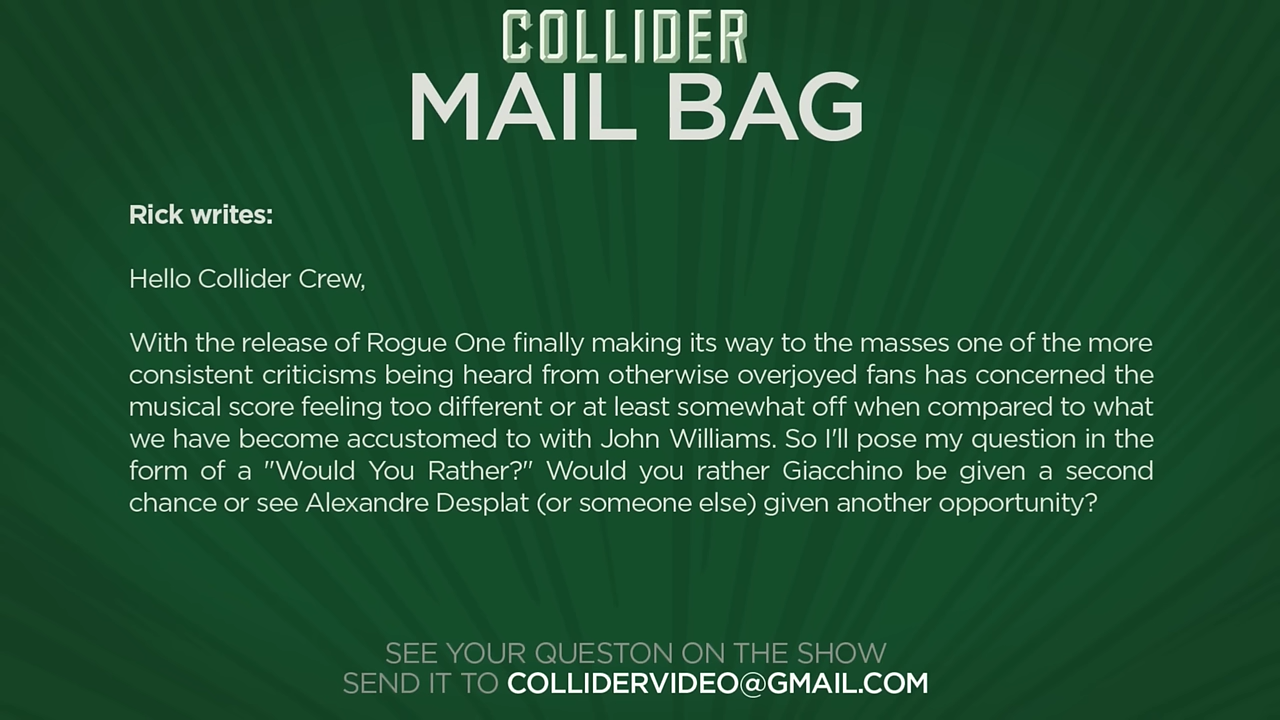 COLLIDER
MAIL BAG
Rick writes:
Hello Collider Crew,
With the release of Rogue One finally making its way to the masses one of the more
consistent criticisms being heard from otherwise overjoyed fans has concerned the
musical score feeling too different or at least somewhat off when compared to what
we have become accustomed to with John Williams. So I'll pose my question in the
form of a "Would You Rather?" Would you rather Giacchino be given a second
chance or see Alexandre Desplat (or someone else) given another opportunity?
SEE YOUR QUESTON ON THE SHOW
SEND IT TO COLLIDERVIDEO@GMAIL.COM